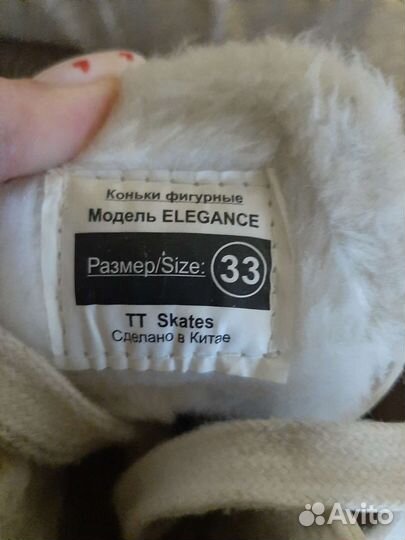 Коньки фигурные
Модель ELEGANCE
Размер/Size: 33
TT Skates
Сделано в Китае
Avito